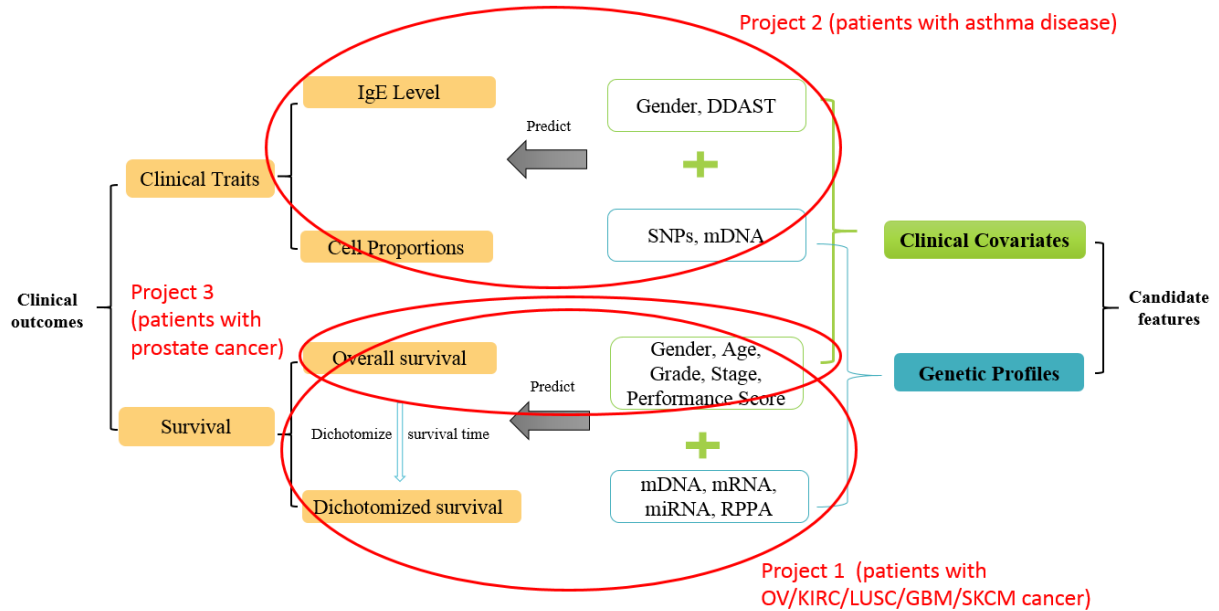 Project 2 (patients with asthma disease)
IgE Level
Gender, DDAST
Predict
Clinical Traits
Cell Proportions
SNPs, mDNA
Clinical Covariates
Clinical
outcomes
Project 3
(patients with
prostate cancer)
Candidate
features
Overall survival
Gender, Age,
Grade, Stage,
Performance Score
Genetic Profiles
Predict
Survival
Dichotomize survival time
Dichotomized survival
mDNA, mRNA,
miRNA, RPPA
Project 1 (patients with
OV/KIRC/LUSC/GBM/SKCM cancer)